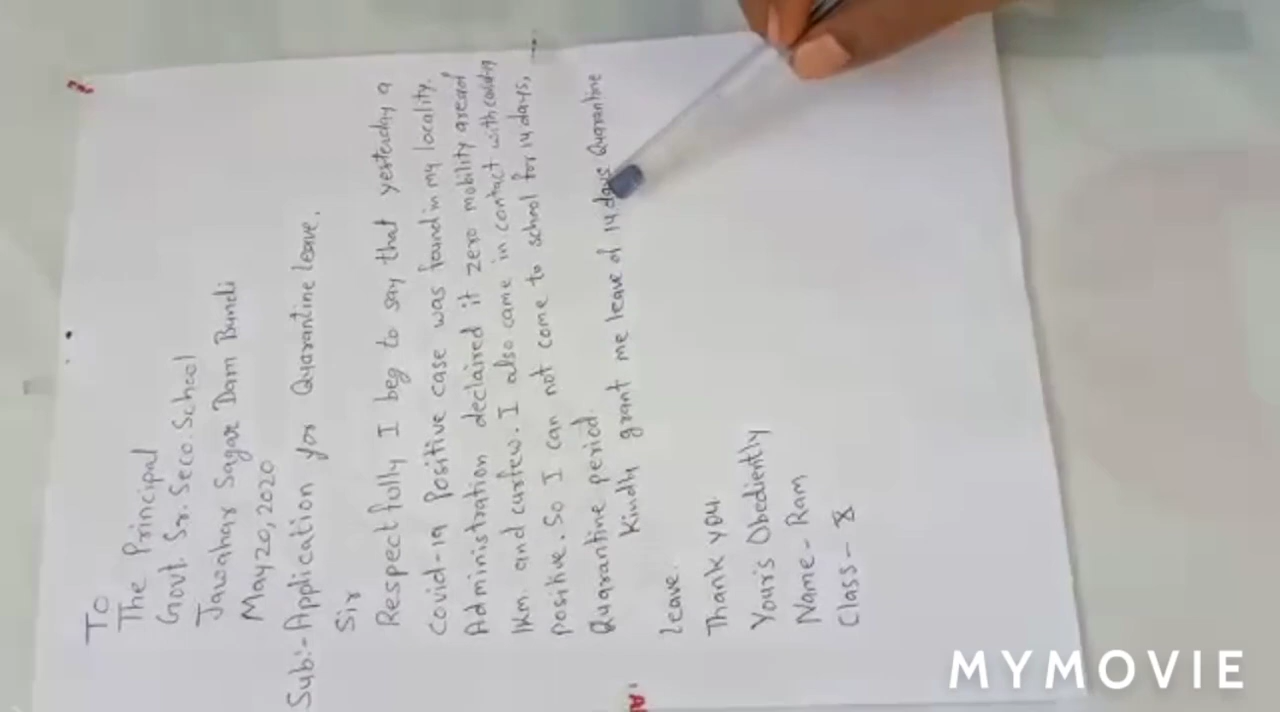 To
The Principal
Govt. Sr. Seco. School
Jawahar Sagar Dam Bundi
May 20, 2020
Sub:- Application for Quarantine leave.
Sir
Respectfully I beg to say that yesterday a
Covid-19 Positive case was found in my locality.
Administration declaired it zero mobility area of
1km. and curfew. I also came in contact with covid-19
positive. So I can not come to school for 14 days,
Quarantine period.
Kindly grant me leave of 14 days Quarantine
leave.
Thank you.
Your's Obediently
Name- Ram
Class- X
MYMOVIE